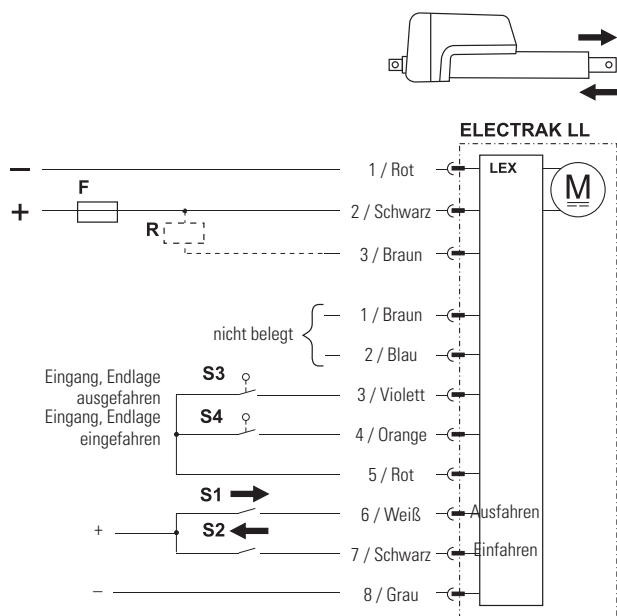 ELECTRAK LL
− 1 / Rot LEX M
F
+ 2 / Schwarz
R
3 / Braun
nicht belegt
1 / Braun
2 / Blau
Eingang, Endlage
ausgefahren
S3
3 / Violett
Eingang, Endlage
eingefahren
S4
4 / Orange
5 / Rot
S1
6 / Weiß Ausfahren
+ S2
7 / Schwarz Einfahren
− 8 / Grau